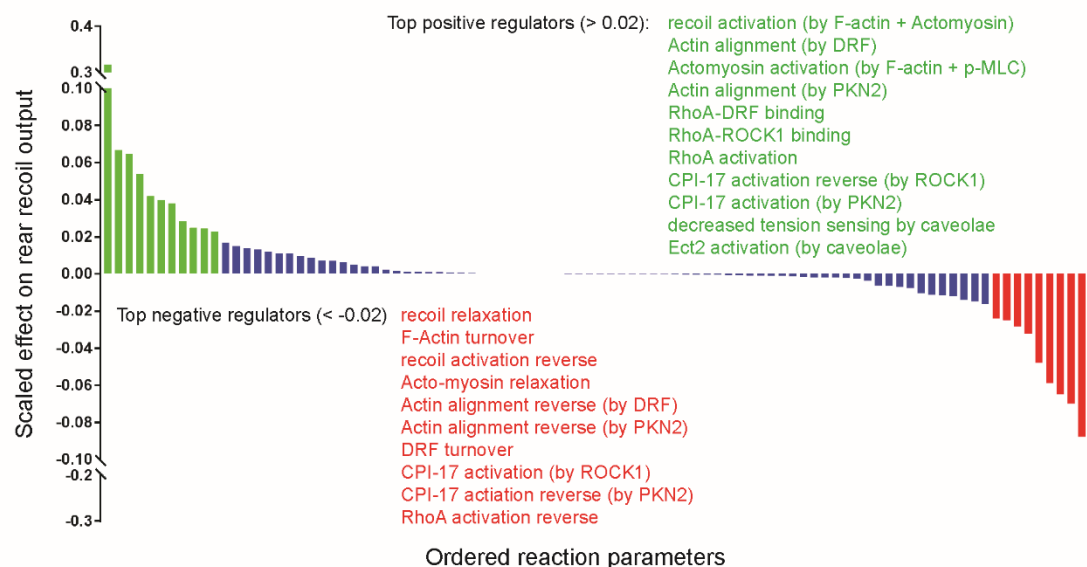 0.4
0.3
0.10
0.08
0.06
0.04
0.02
0.00
-0.02
-0.04
-0.06
-0.08
-0.10
-0.2
-0.3
Scaled effect on rear recoil output
Top positive regulators (> 0.02):
recoil activation (by F-actin + Actomyosin)
Actin alignment (by DRF)
Actomyosin activation (by F-actin + p-MLC)
Actin alignment (by PKN2)
RhoA-DRF binding
RhoA-ROCK1 binding
RhoA activation
CPI-17 activation reverse (by ROCK1)
CPI-17 activation (by PKN2)
decreased tension sensing by caveolae
Ect2 activation (by caveolae)
Top negative regulators (< -0.02)
recoil relaxation
F-Actin turnover
recoil activation reverse
Acto-myosin relaxation
Actin alignment reverse (by DRF)
Actin alignment reverse (by PKN2)
DRF turnover
CPI-17 activation (by ROCK1)
CPI-17 actiation reverse (by PKN2)
RhoA activation reverse
Ordered reaction parameters